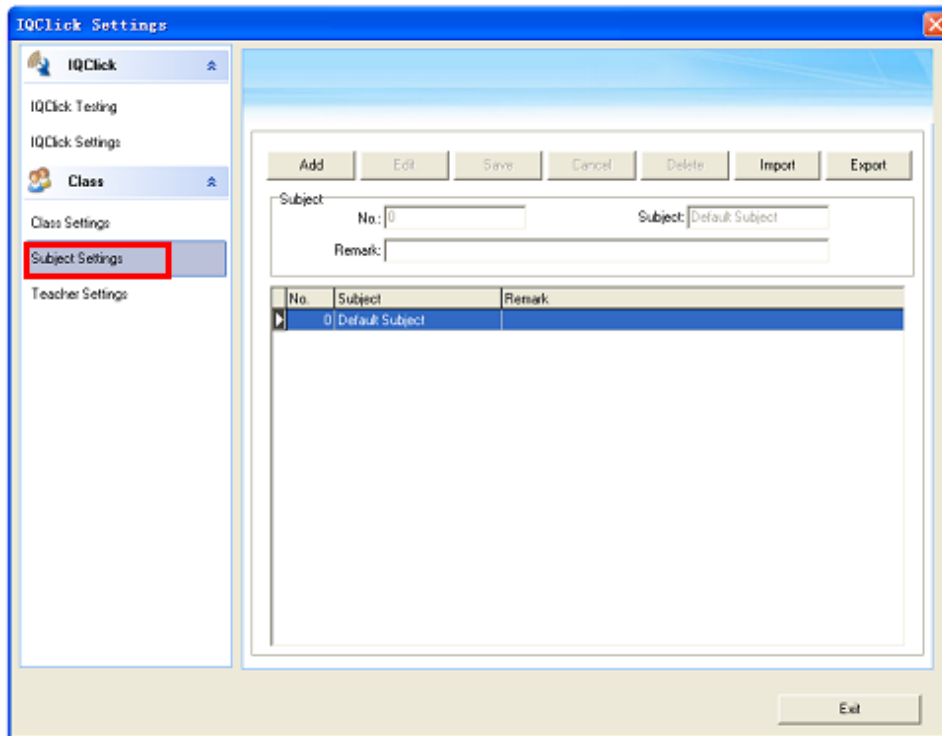 IQClick Settings
IQClick
IQClick Testing
IQClick Settings
Class
Class Settings
Subject Settings
Teacher Settings
Add Edit Save Cancel Delete Import Export
Subject
No.: 0 Subject: Default Subject
Remark:
No. Subject Remark
0 Default Subject
Exit